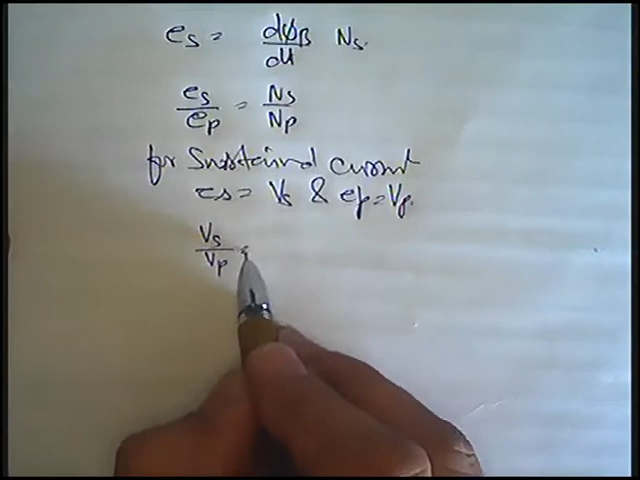 es = dϕB/dt Ns.
es/ep = Ns/Np
for Sustained Current
es = Vs & ep = Vp.
Vs/Vp =